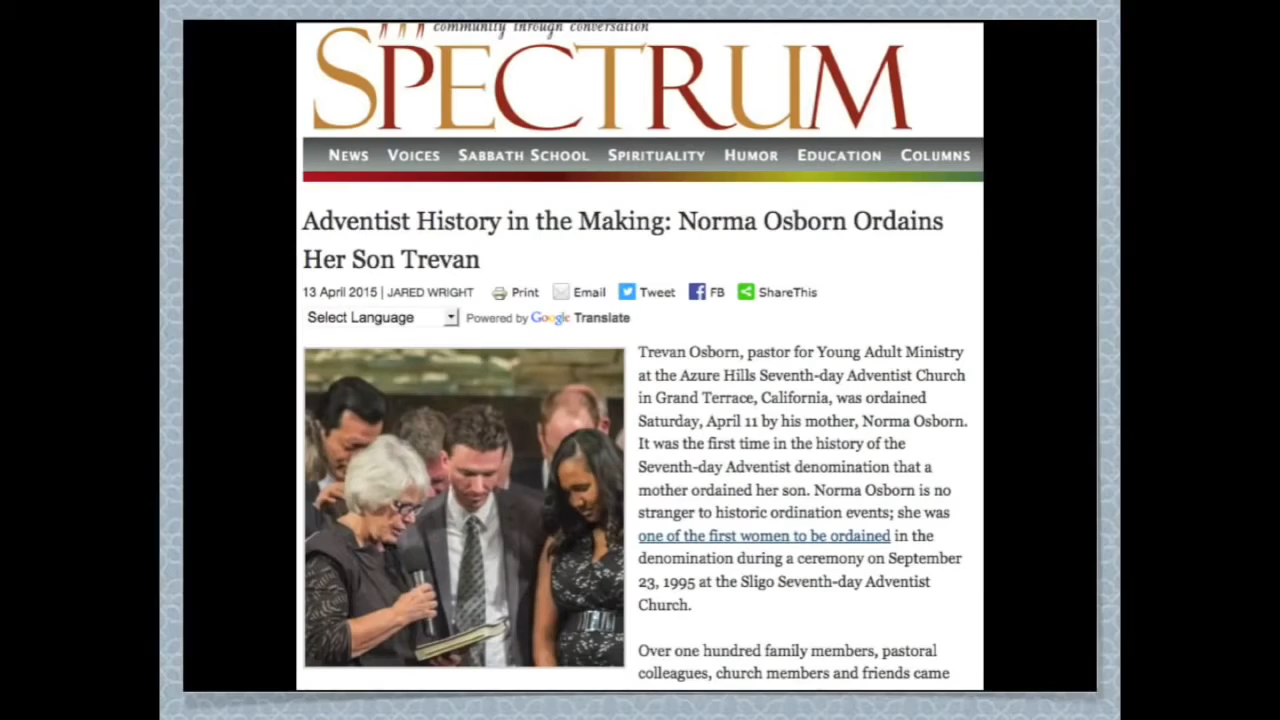 community through conversation
SPECTRUM
NEWS VOICES SABBATH SCHOOL SPIRITUALITY HUMOR EDUCATION COLUMNS
Adventist History in the Making: Norma Osborn Ordains
Her Son Trevan
13 April 2015 | JARED WRIGHT Print Email Tweet FB ShareThis
Select Language Powered by Google Translate
Trevan Osborn, pastor for Young Adult Ministry
at the Azure Hills Seventh-day Adventist Church
in Grand Terrace, California, was ordained
Saturday, April 11 by his mother, Norma Osborn.
It was the first time in the history of the
Seventh-day Adventist denomination that a
mother ordained her son. Norma Osborn is no
stranger to historic ordination events; she was
one of the first women to be ordained in the
denomination during a ceremony on September
23, 1995 at the Sligo Seventh-day Adventist
Church.
Over one hundred family members, pastoral
colleagues, church members and friends came